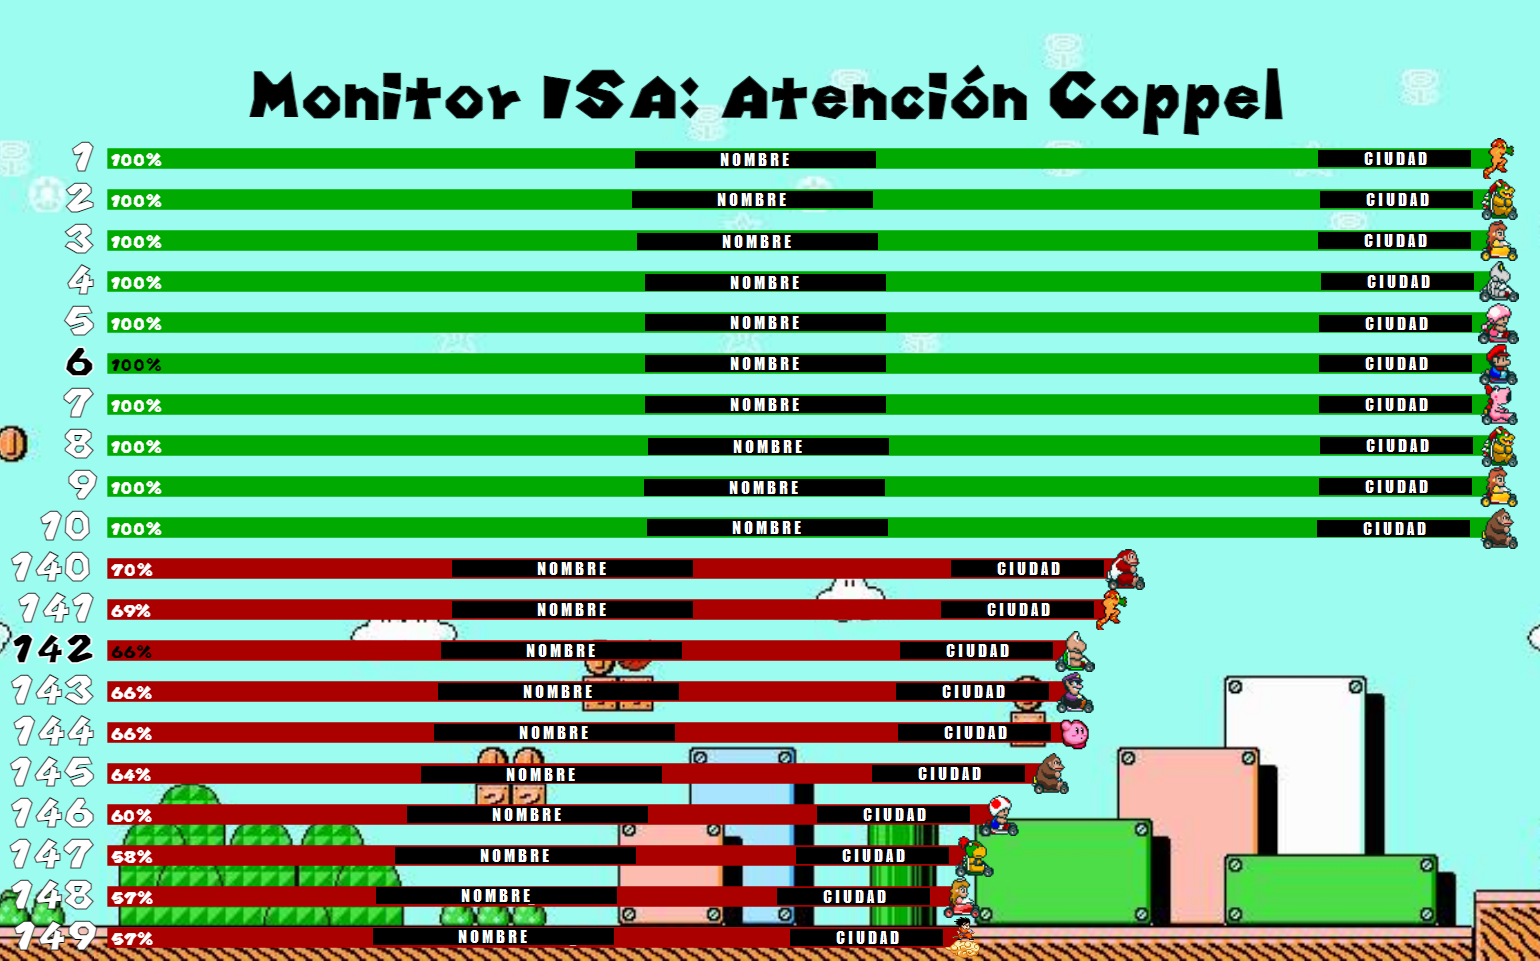 Monitor ISA: Atención Coppel
1 100% NOMBRE CIUDAD
2 100% NOMBRE CIUDAD
3 100% NOMBRE CIUDAD
4 100% NOMBRE CIUDAD
5 100% NOMBRE CIUDAD
6 100% NOMBRE CIUDAD
7 100% NOMBRE CIUDAD
8 100% NOMBRE CIUDAD
9 100% NOMBRE CIUDAD
10 100% NOMBRE CIUDAD
140 70% NOMBRE CIUDAD
141 69% NOMBRE CIUDAD
142 66% NOMBRE CIUDAD
143 66% NOMBRE CIUDAD
144 66% NOMBRE CIUDAD
145 64% NOMBRE CIUDAD
146 60% NOMBRE CIUDAD
147 58% NOMBRE CIUDAD
148 57% NOMBRE CIUDAD
149 57% NOMBRE CIUDAD